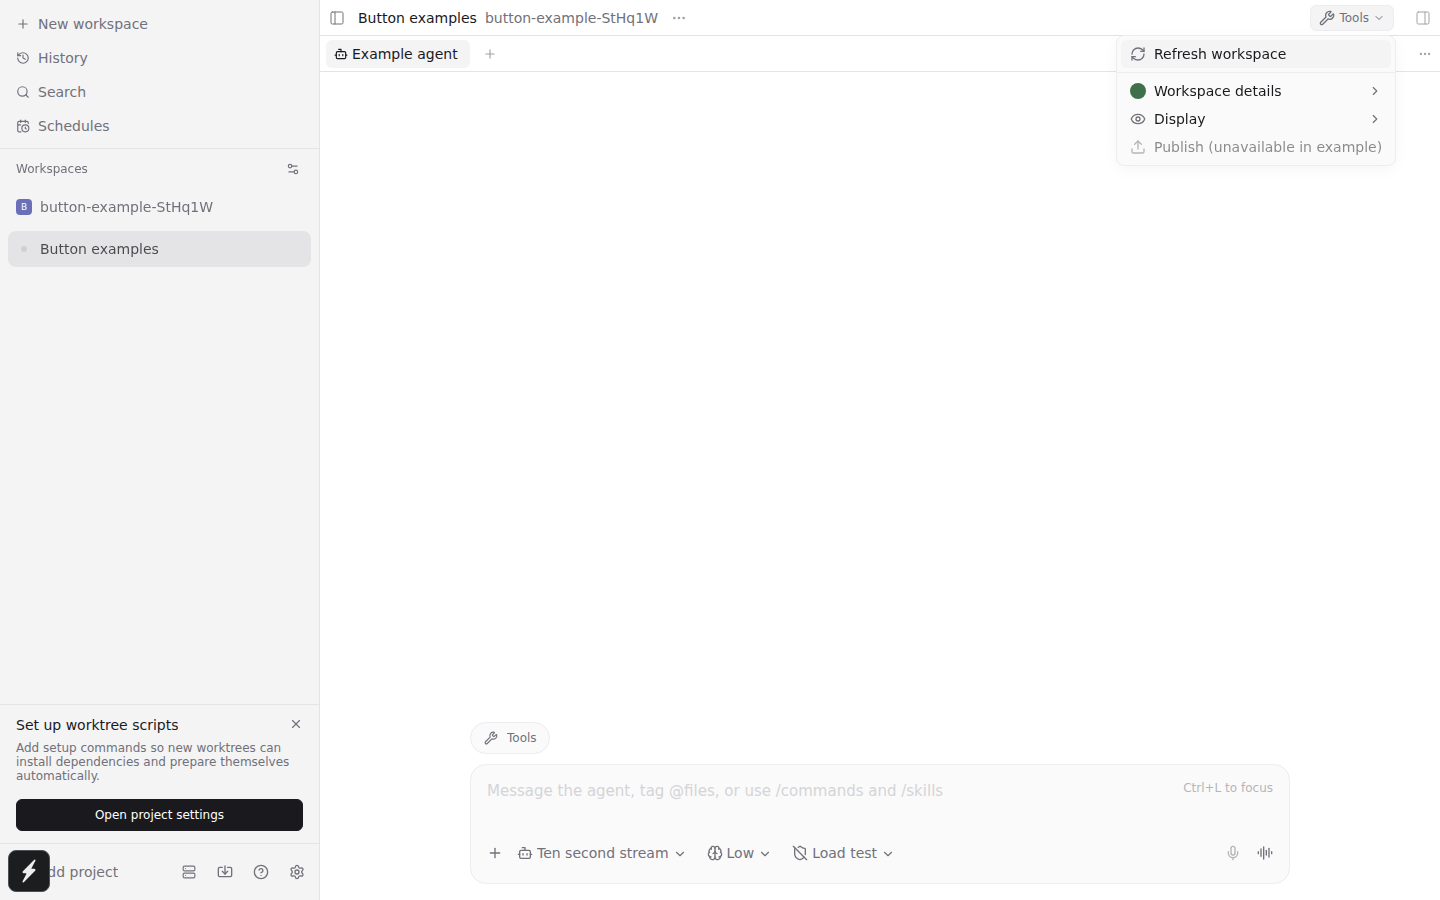 New workspace
History
Search
Schedules
Workspaces
B button-example-StHq1W
Button examples
Set up worktree scripts
Add setup commands so new worktrees can
install dependencies and prepare themselves
automatically.
Open project settings
dd project
Button examples button-example-StHq1W
Tools
Example agent
Refresh workspace
Workspace details
Display
Publish (unavailable in example)
Tools
Message the agent, tag @files, or use /commands and /skills
Ctrl+L to focus
Ten second stream
Low
Load test